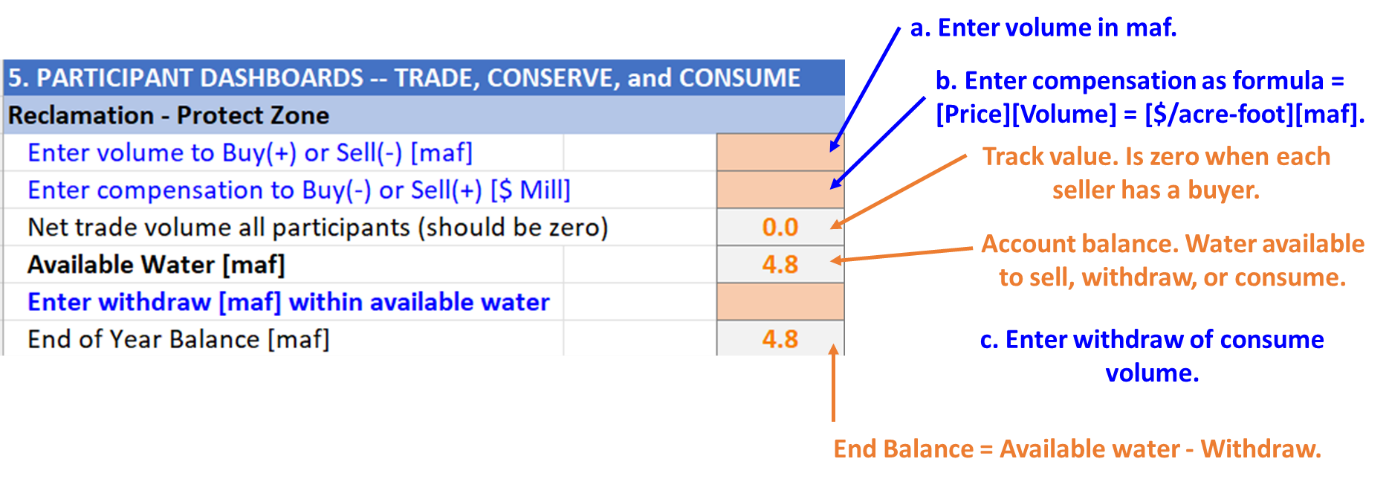 a. Enter volume in maf.
5. PARTICIPANT DASHBOARDS -- TRADE, CONSERVE, and CONSUME
b. Enter compensation as formula =
[Price][Volume] = [$/acre-foot][maf].
Reclamation - Protect Zone
Enter volume to Buy(+) or Sell(-) [maf]
Track value. Is zero when each
seller has a buyer.
Enter compensation to Buy(-) or Sell(+) [$ Mill]
Net trade volume all participants (should be zero) 0.0
Account balance. Water available
to sell, withdraw, or consume.
Available Water [maf] 4.8
Enter withdraw [maf] within available water
End of Year Balance [maf] 4.8
c. Enter withdraw of consume
volume.
End Balance = Available water - Withdraw.